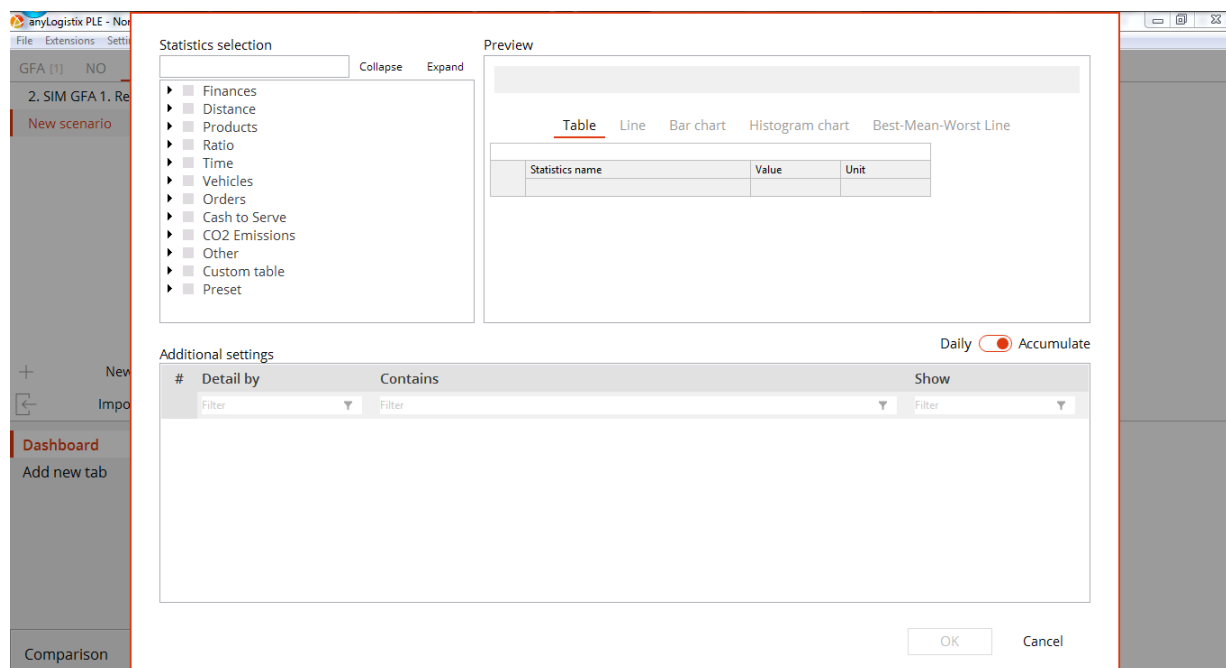 anyLogistix PLE - Nor
File Extensions Setti
GFA [1] NO
2. SIM GFA 1. Re
New scenario
New
Impo
Dashboard
Add new tab
Comparison
Statistics selection
Collapse Expand
Finances
Distance
Products
Ratio
Time
Vehicles
Orders
Cash to Serve
CO2 Emissions
Other
Custom table
Preset
Preview
Table Line Bar chart Histogram chart Best-Mean-Worst Line
Statistics name Value Unit
Daily Accumulate
Additional settings
# Detail by Contains Show
Filter Filter Filter
OK Cancel